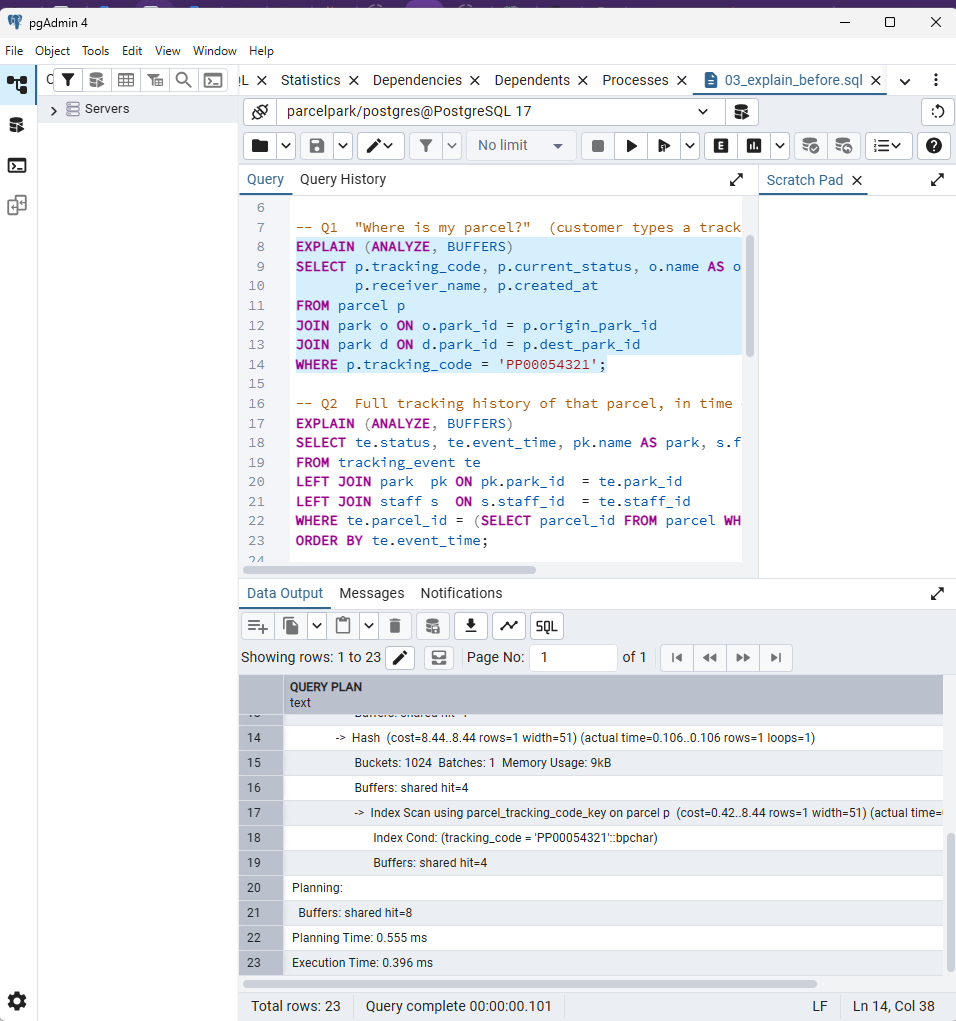 pgAdmin 4
File Object Tools Edit View Window Help
Statistics Dependencies Dependents Processes 03_explain_before.sql
Servers
parcelpark/postgres@PostgreSQL 17
No limit
Query Query History
Scratch Pad
6
7 -- Q1 "Where is my parcel?" (customer types a track
8 EXPLAIN (ANALYZE, BUFFERS)
9 SELECT p.tracking_code, p.current_status, o.name AS o
10 p.receiver_name, p.created_at
11 FROM parcel p
12 JOIN park o ON o.park_id = p.origin_park_id
13 JOIN park d ON d.park_id = p.dest_park_id
14 WHERE p.tracking_code = 'PP00054321';
15
16 -- Q2 Full tracking history of that parcel, in time
17 EXPLAIN (ANALYZE, BUFFERS)
18 SELECT te.status, te.event_time, pk.name AS park, s.f
19 FROM tracking_event te
20 LEFT JOIN park pk ON pk.park_id = te.park_id
21 LEFT JOIN staff s ON s.staff_id = te.staff_id
22 WHERE te.parcel_id = (SELECT parcel_id FROM parcel WH
23 ORDER BY te.event_time;
24
Data Output Messages Notifications
SQL
Showing rows: 1 to 23 Page No: 1 of 1
QUERY PLAN
text
14 -> Hash (cost=8.44..8.44 rows=1 width=51) (actual time=0.106..0.106 rows=1 loops=1)
15 Buckets: 1024 Batches: 1 Memory Usage: 9kB
16 Buffers: shared hit=4
17 -> Index Scan using parcel_tracking_code_key on parcel p (cost=0.42..8.44 rows=1 width=51) (actual time=
18 Index Cond: (tracking_code = 'PP00054321'::bpchar)
19 Buffers: shared hit=4
20 Planning:
21 Buffers: shared hit=8
22 Planning Time: 0.555 ms
23 Execution Time: 0.396 ms
Total rows: 23 Query complete 00:00:00.101 LF Ln 14, Col 38